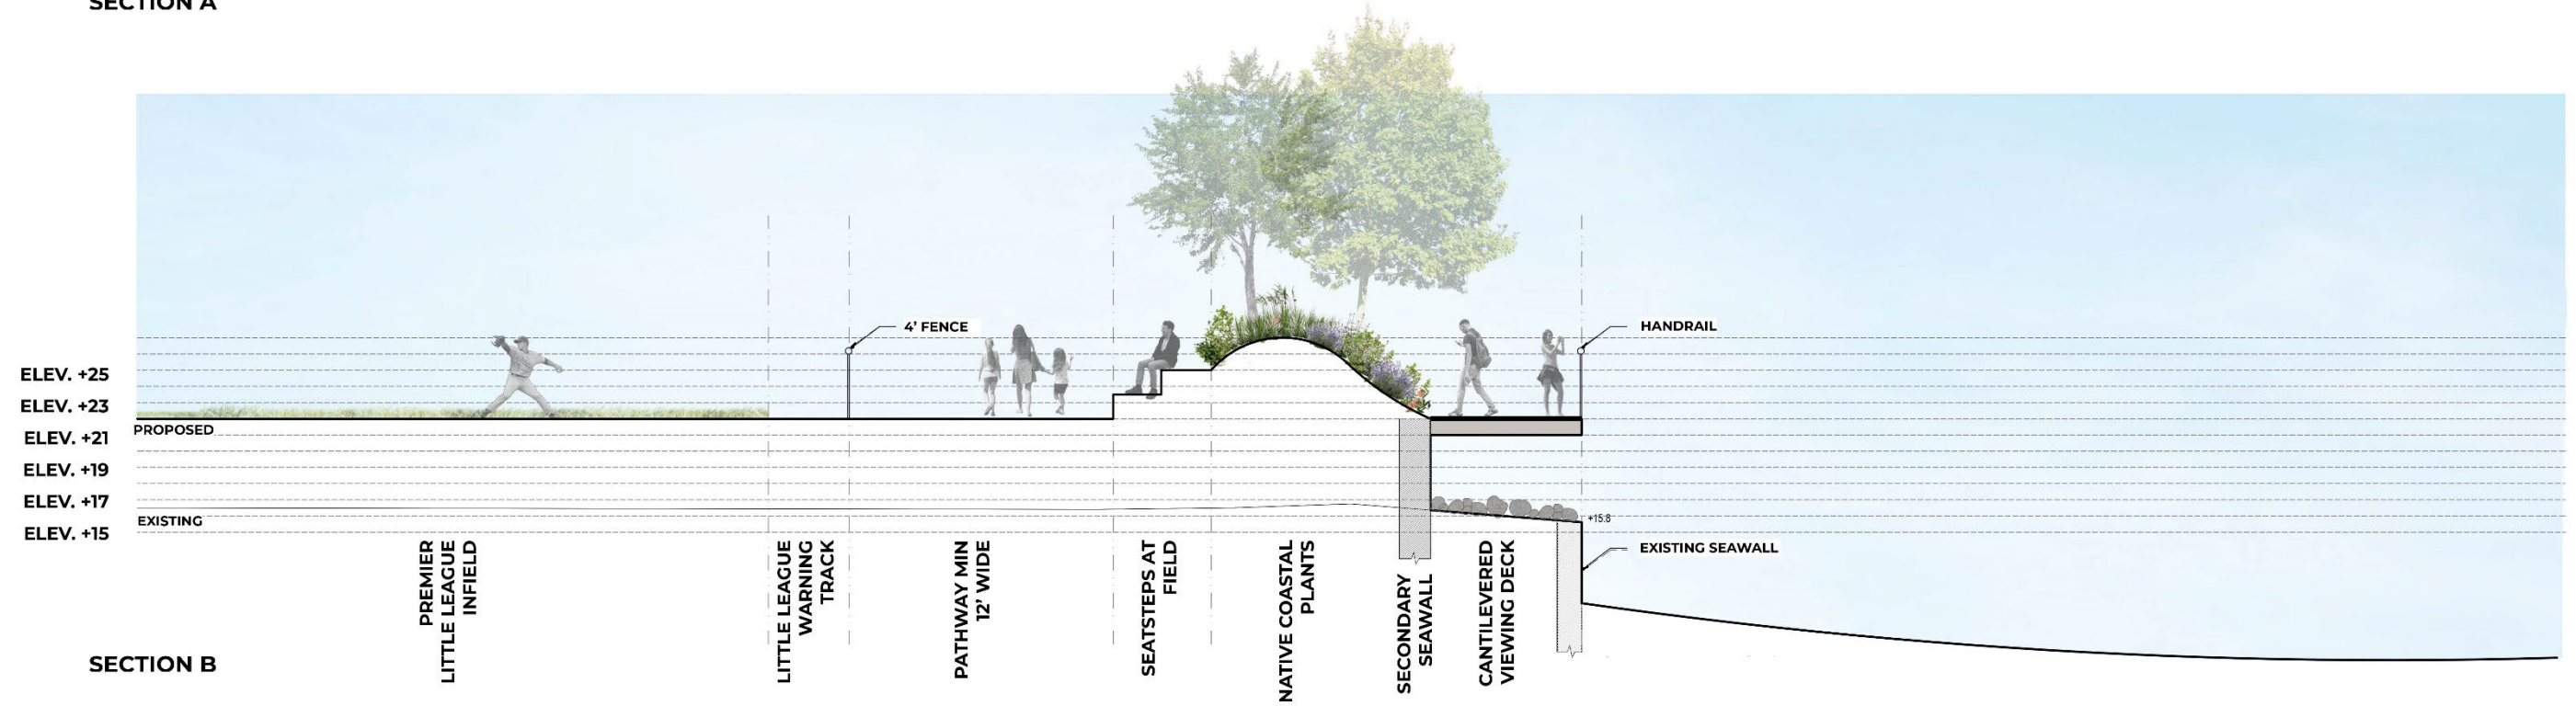 SECTION A
4' FENCE
HANDRAIL
ELEV. +25
ELEV. +23
PROPOSED
ELEV. +21
ELEV. +19
ELEV. +17
EXISTING
+15.8
ELEV. +15
EXISTING SEAWALL
PREMIER
LITTLE LEAGUE
INFIELD
LITTLE LEAGUE
WARNING
TRACK
PATHWAY MIN
12' WIDE
SEATSTEPS AT
FIELD
NATIVE COASTAL
PLANTS
SECONDARY
SEAWALL
CANTILEVERED
VIEWING DECK
SECTION B